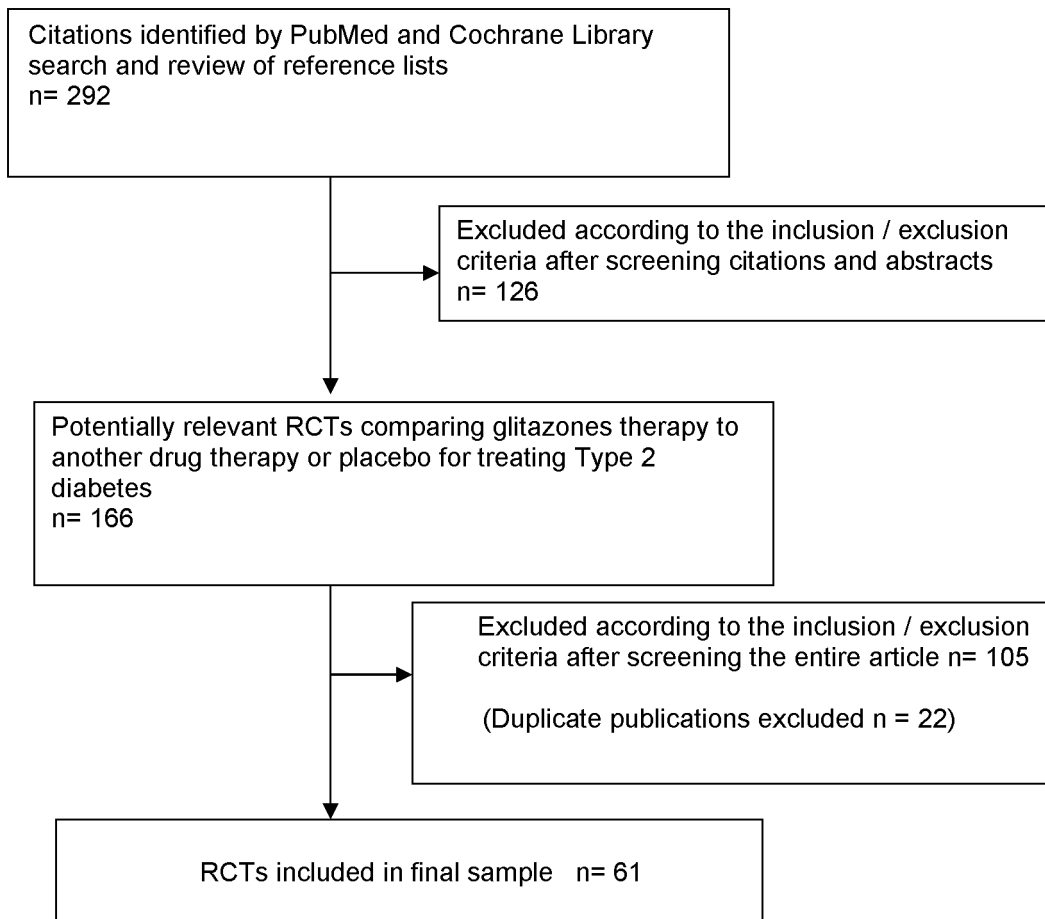 Citations identified by PubMed and Cochrane Library
search and review of reference lists
n= 292
Excluded according to the inclusion / exclusion
criteria after screening citations and abstracts
n= 126
Potentially relevant RCTs comparing glitazones therapy to
another drug therapy or placebo for treating Type 2
diabetes
n= 166
Excluded according to the inclusion / exclusion
criteria after screening the entire article n= 105
(Duplicate publications excluded n = 22)
RCTs included in final sample n= 61